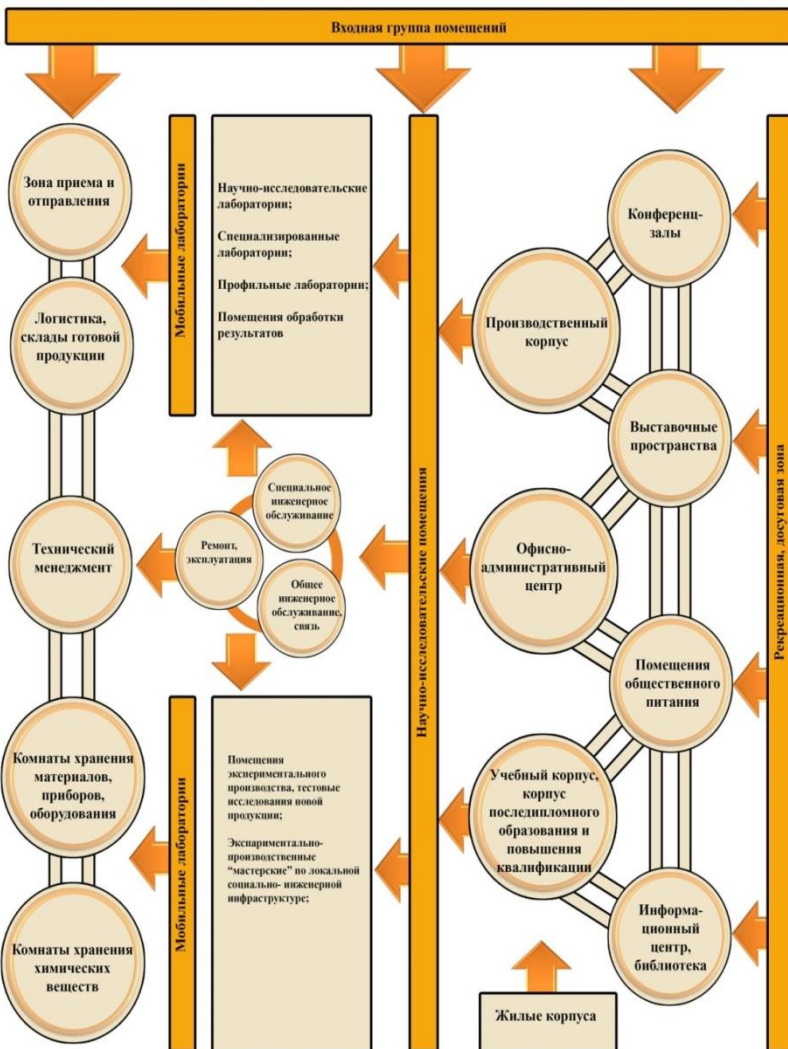 Входная группа помещений
Зона приема и
отправления
Логистика,
склады готовой
продукции
Технический
менеджмент
Комнаты хранения
материалов,
приборов,
оборудования
Комнаты хранения
химических
веществ
Мобильные лаборатории
Научно-исследовательские
лаборатории;
Специализированные
лаборатории;
Профильные лаборатории;
Помещения обработки
результатов
Специальное
инженерное
обслуживание
Ремонт,
эксплуатация
Общее
инженерное
обслуживание,
связь
Мобильные лаборатории
Помещения
экспериментального
производства, тестовые
исследования новой
продукции;
Экспариментально-
производственные
“мастерские” по локальной
социально- инженерной
инфраструктуре;
Научно-исследовательские помещения
Конференц-
залы
Производственный
корпус
Выставочные
пространства
Офисно-
административный
центр
Помещения
общественного
питания
Учебный корпус,
корпус
последипломного
образования и
повышения
квалификации
Информа-
ционный
центр,
библиотека
Жилые корпуса
Рекреационная, досуговая зона